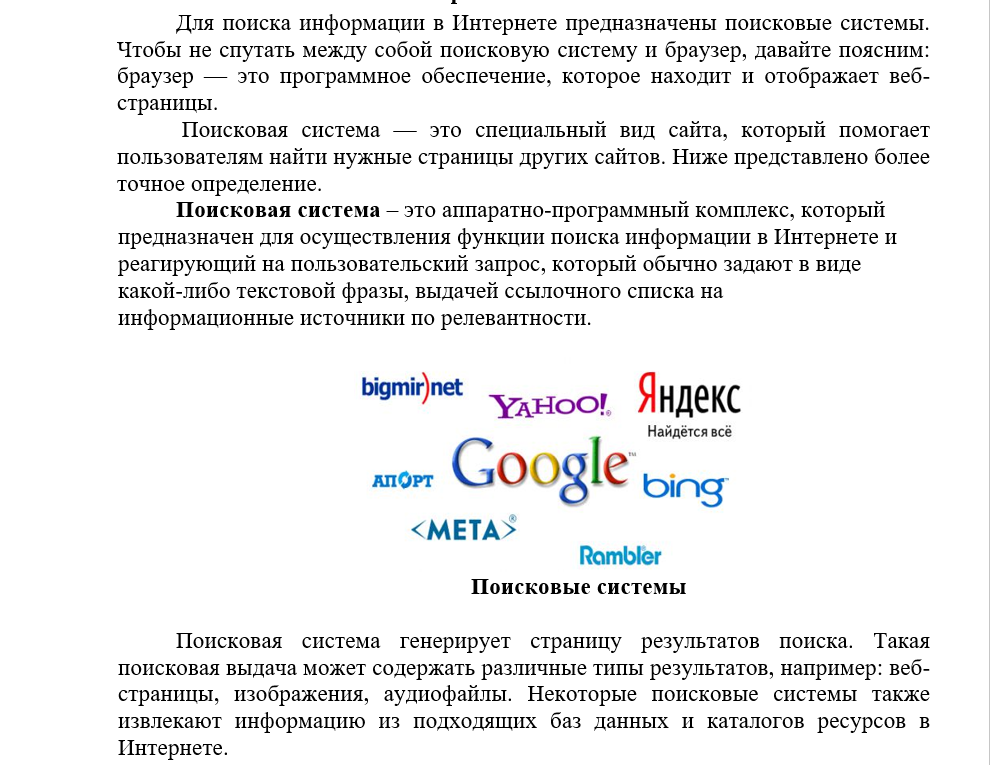 Для поиска информации в Интернете предназначены поисковые системы.
Чтобы не спутать между собой поисковую систему и браузер, давайте поясним:
браузер — это программное обеспечение, которое находит и отображает веб-
страницы.
Поисковая система — это специальный вид сайта, который помогает
пользователям найти нужные страницы других сайтов. Ниже представлено более
точное определение.
Поисковая система – это аппаратно-программный комплекс, который
предназначен для осуществления функции поиска информации в Интернете и
реагирующий на пользовательский запрос, который обычно задают в виде
какой-либо текстовой фразы, выдачей ссылочного списка на
информационные источники по релевантности.
bigmir)net
YAHOO!®
Яндекс
Найдётся всё
Google™
АПОРТ
bing™
<META>®
Rambler
Поисковые системы
Поисковая система генерирует страницу результатов поиска. Такая
поисковая выдача может содержать различные типы результатов, например: веб-
страницы, изображения, аудиофайлы. Некоторые поисковые системы также
извлекают информацию из подходящих баз данных и каталогов ресурсов в
Интернете.